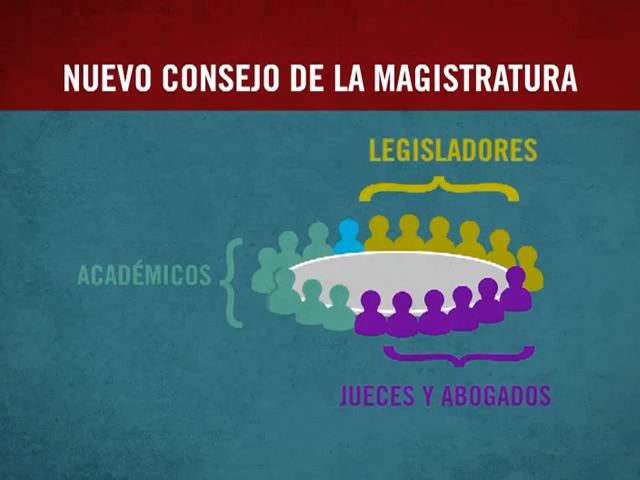 NUEVO CONSEJO DE LA MAGISTRATURA
LEGISLADORES
ACADÉMICOS
JUECES Y ABOGADOS